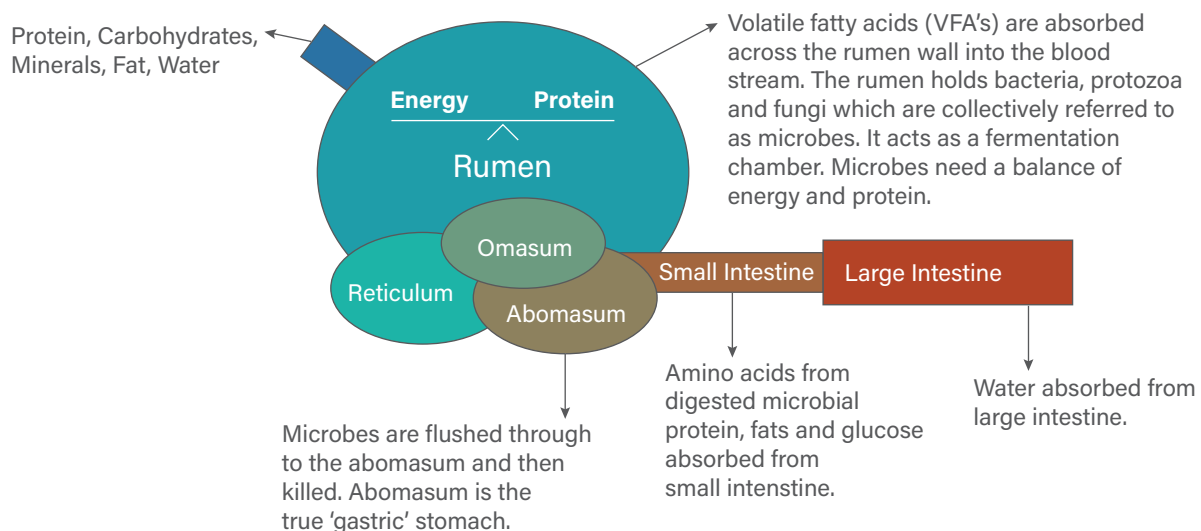 Protein, Carbohydrates,
Minerals, Fat, Water
Volatile fatty acids (VFA's) are absorbed
across the rumen wall into the blood
stream. The rumen holds bacteria, protozoa
and fungi which are collectively referred to
as microbes. It acts as a fermentation
chamber. Microbes need a balance of
energy and protein.
Energy Protein
Rumen
Omasum
Reticulum
Abomasum
Small Intestine
Large Intestine
Microbes are flushed through
to the abomasum and then
killed. Abomasum is the
true 'gastric' stomach.
Amino acids from
digested microbial
protein, fats and glucose
absorbed from
small intenstine.
Water absorbed from
large intestine.